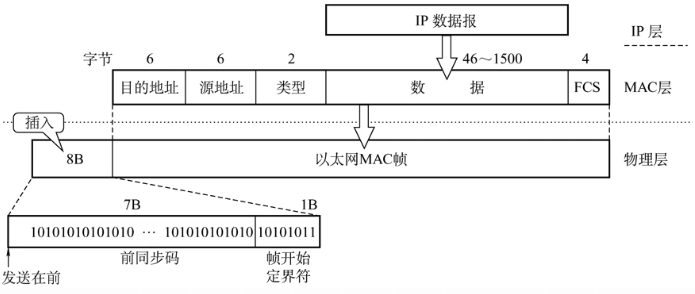 IP 数据报
IP 层
字节 6 6 2 46～1500 4
目的地址 源地址 类型 数 据 FCS MAC层
插入
8B 以太网MAC帧 物理层
7B 1B
10101010101010 … 101010101010 10101011
前同步码 帧开始
定界符
发送在前